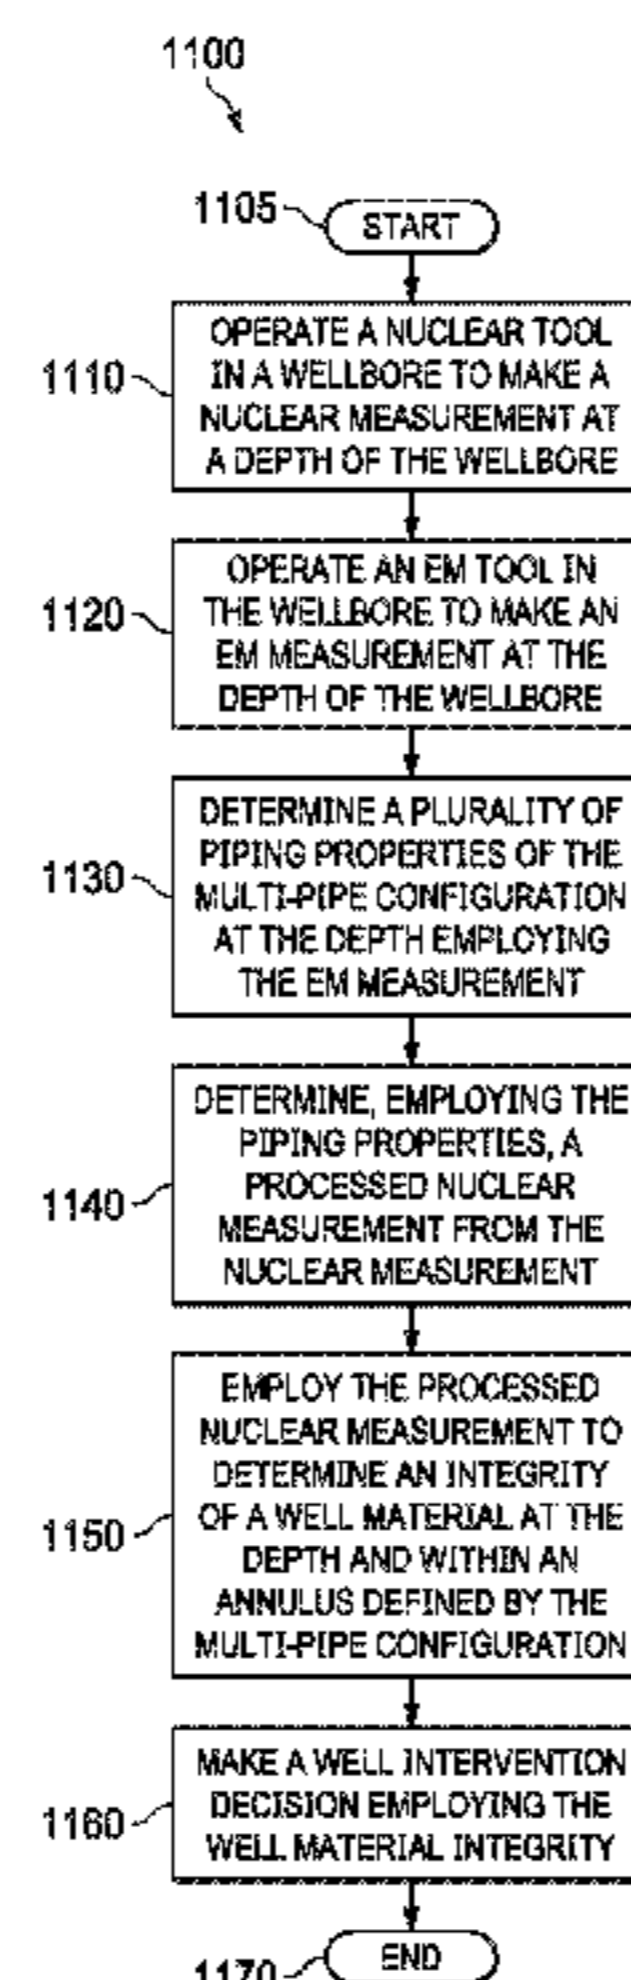 1100
1105
START
1110
OPERATE A NUCLEAR TOOL
IN A WELLBORE TO MAKE A
NUCLEAR MEASUREMENT AT
A DEPTH OF THE WELLBORE
1120
OPERATE AN EM TOOL IN
THE WELLBORE TO MAKE AN
EM MEASUREMENT AT THE
DEPTH OF THE WELLBORE
1130
DETERMINE A PLURALITY OF
PIPING PROPERTIES OF THE
MULTI-PIPE CONFIGURATION
AT THE DEPTH EMPLOYING
THE EM MEASUREMENT
1140
DETERMINE, EMPLOYING THE
PIPING PROPERTIES, A
PROCESSED NUCLEAR
MEASUREMENT FROM THE
NUCLEAR MEASUREMENT
1150
EMPLOY THE PROCESSED
NUCLEAR MEASUREMENT TO
DETERMINE AN INTEGRITY
OF A WELL MATERIAL AT THE
DEPTH AND WITHIN AN
ANNULUS DEFINED BY THE
MULTI-PIPE CONFIGURATION
1160
MAKE A WELL INTERVENTION
DECISION EMPLOYING THE
WELL MATERIAL INTEGRITY
1170
END